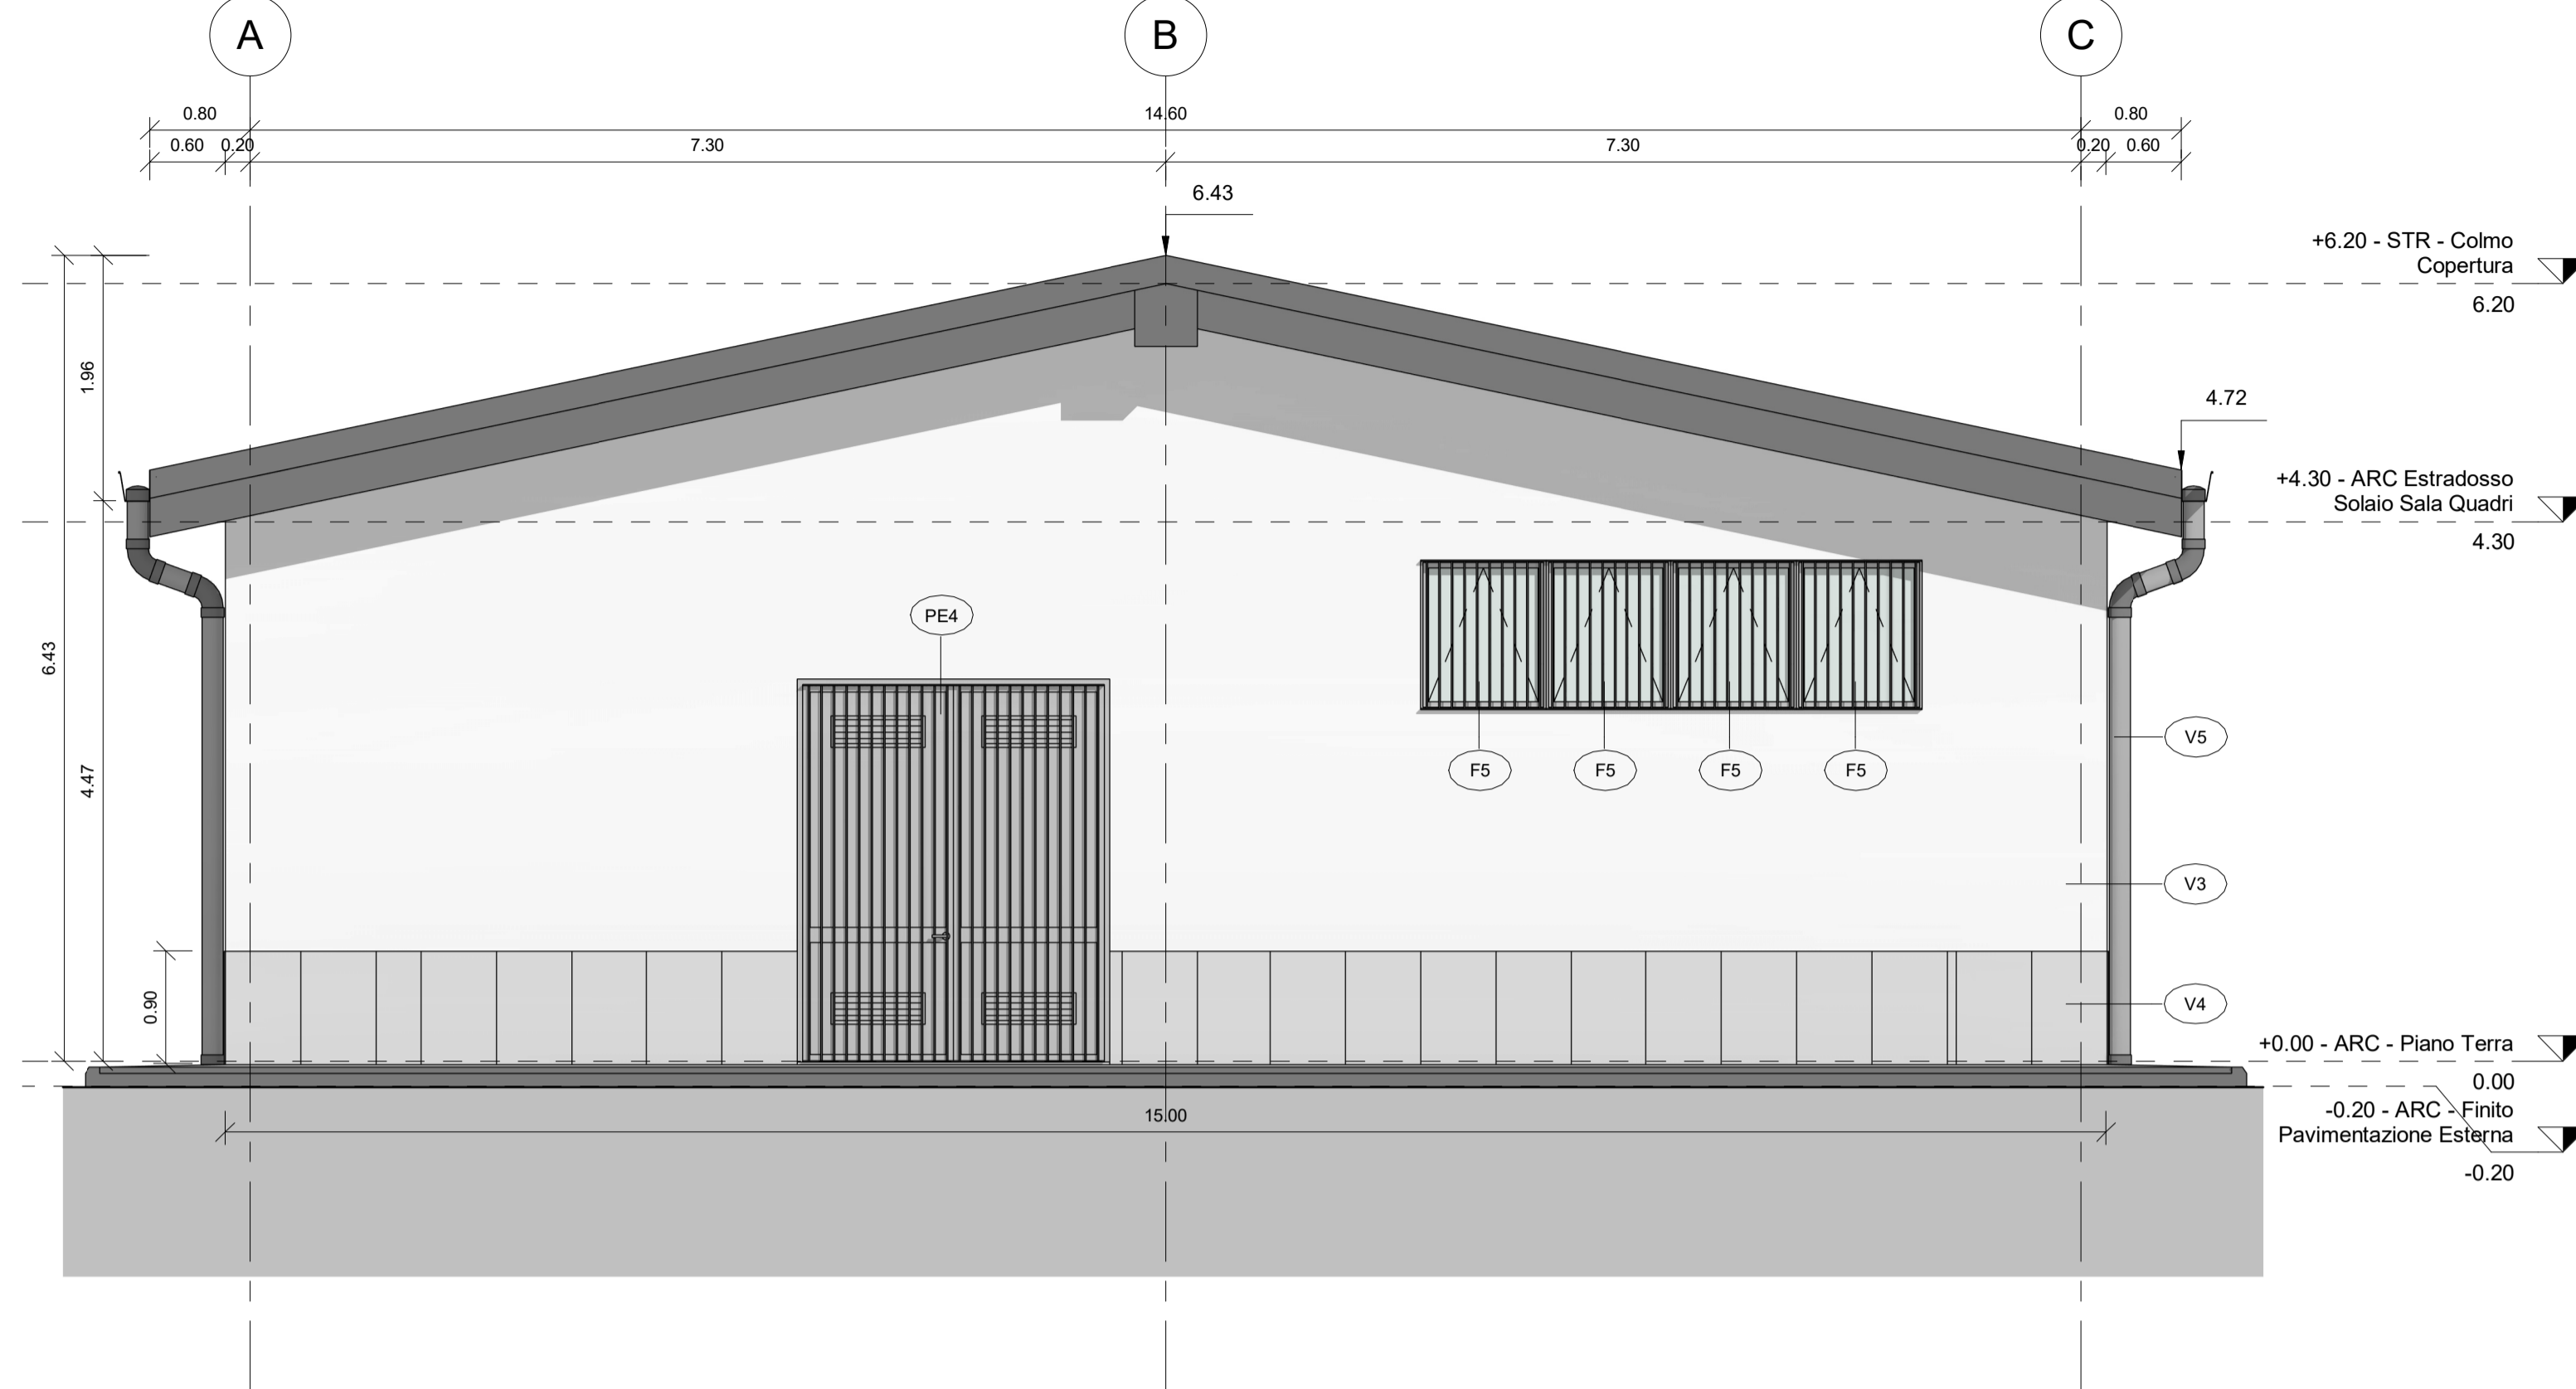 A
B
C
0.80
14.60
0.80
0.60
0.20
7.30
7.30
0.20
0.60
6.43
+6.20 - STR - Colmo
Copertura
6.20
1.96
4.72
+4.30 - ARC Estradosso
Solaio Sala Quadri
4.30
PE4
6.43
4.47
F5
F5
F5
F5
V5
V3
0.90
V4
+0.00 - ARC - Piano Terra
0.00
15.00
-0.20 - ARC - Finito
Pavimentazione Esterna
-0.20